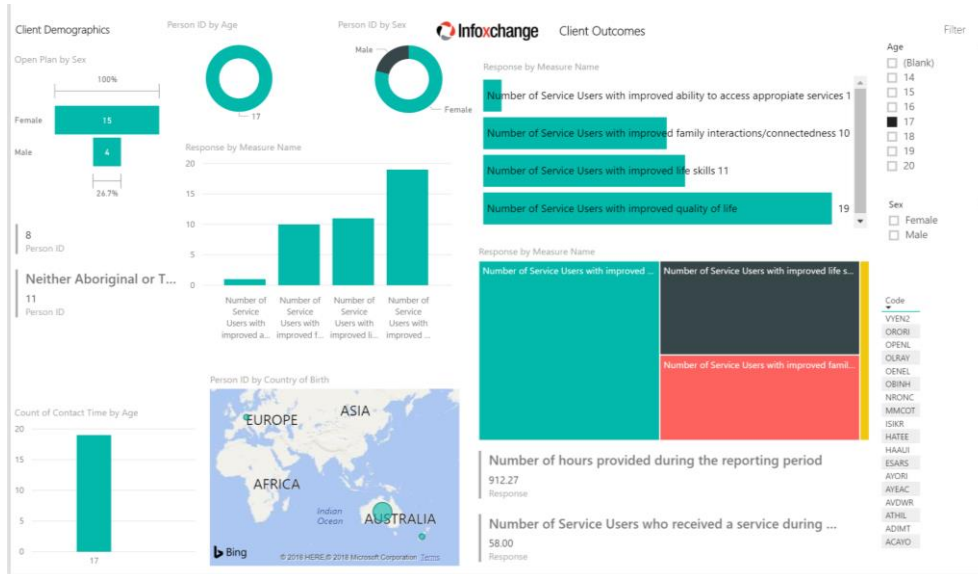 Client Demographics
Person ID by Age
Person ID by Sex
Infoxchange
Client Outcomes
Filter
Open Plan by Sex
100%
Female
15
Male
4
26.7%
17
Male
Female
8
Person ID
Neither Aboriginal or T...
11
Person ID
Response by Measure Name
20
15
10
5
0
Number of
Service
Users with
improved a...
Number of
Service
Users with
improved f...
Number of
Service
Users with
improved li...
Number of
Service
Users with
improved ...
Count of Contact Time by Age
20
15
10
5
0
17
Person ID by Country of Birth
EUROPE
ASIA
AFRICA
Indian
Ocean
AUSTRALIA
Bing
© 2018 HERE © 2018 Microsoft Corporation Terms
Response by Measure Name
Number of Service Users with improved ability to access appropiate services 1
Number of Service Users with improved family interactions/connectedness 10
Number of Service Users with improved life skills 11
Number of Service Users with improved quality of life 19
Response by Measure Name
Number of Service Users with improved ...
Number of Service Users with improved life s...
Number of Service Users with improved famil...
Number of hours provided during the reporting period
912.27
Response
Number of Service Users who received a service during ...
58.00
Response
Age
(Blank)
14
15
16
17
18
19
20
Sex
Female
Male
Code
VYEN2
ORORI
OPENL
OLRAY
OENEL
OBINH
NRONC
MMCOT
ISIKR
HATEE
HAAUI
ESARS
AYORI
AYEAC
AVDWR
ATHIL
ADIMT
ACAYO